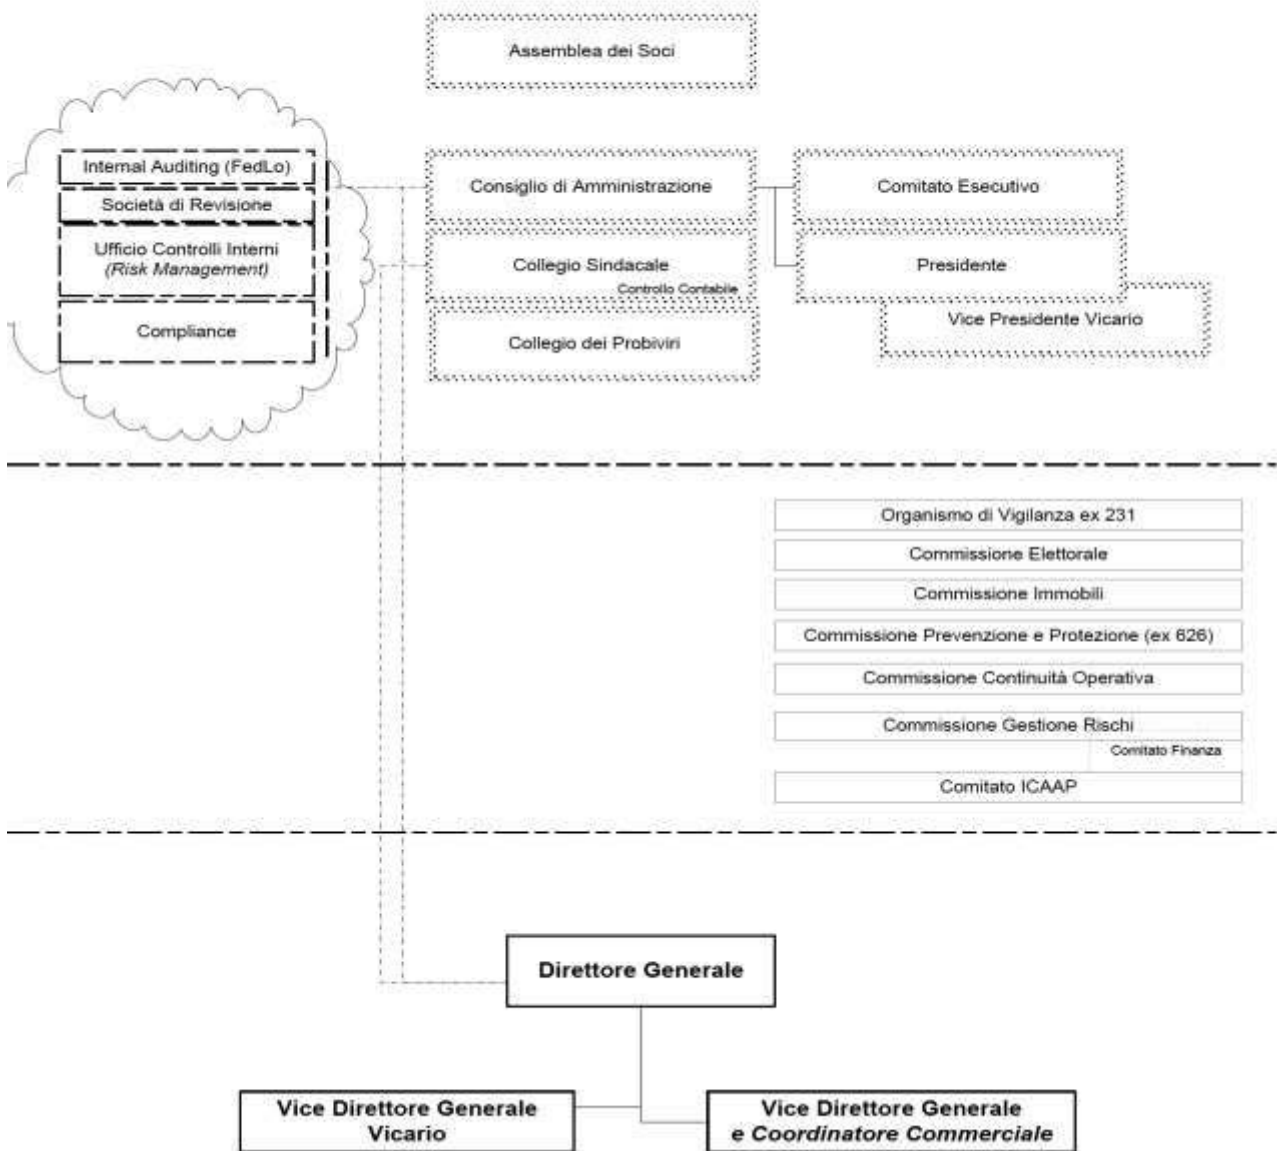 Assemblea dei Soci
Internal Auditing (FedLo)
Società di Revisione
Ufficio Controlli Interni
(Risk Management)
Compliance
Consiglio di Amministrazione
Collegio Sindacale
Controllo Contabile
Collegio dei Probiviri
Comitato Esecutivo
Presidente
Vice Presidente Vicario
Organismo di Vigilanza ex 231
Commissione Elettorale
Commissione Immobili
Commissione Prevenzione e Protezione (ex 626)
Commissione Continuità Operativa
Commissione Gestione Rischi
Comitato Finanza
Comitato ICAAP
Direttore Generale
Vice Direttore Generale
Vicario
Vice Direttore Generale
e Coordinatore Commerciale